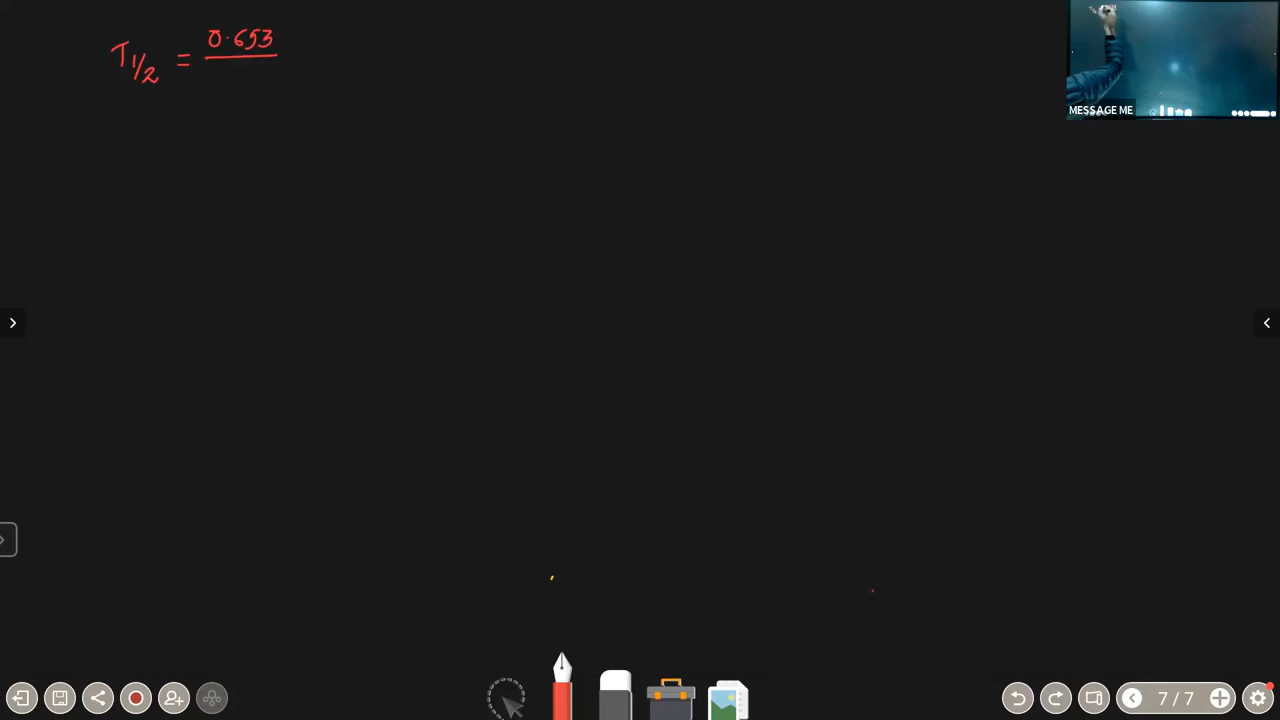 T1/2 = 0.653
MESSAGE ME
7 / 7